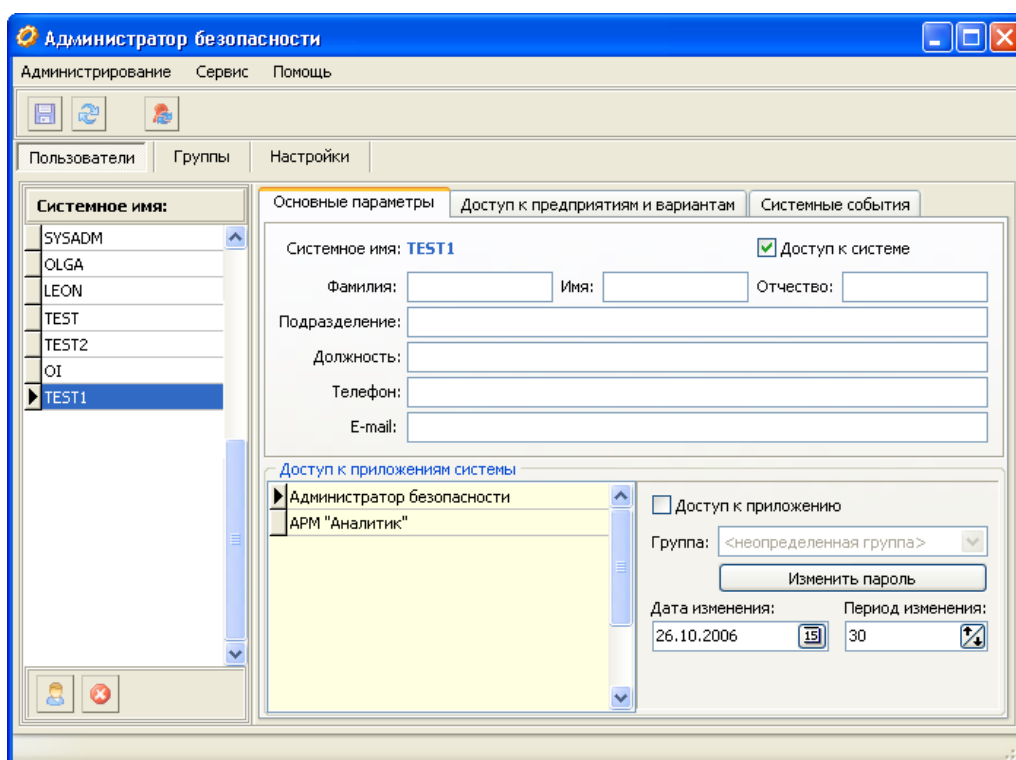 Администратор безопасности
Администрирование Сервис Помощь
Пользователи Группы Настройки
Системное имя:
SYSADM
OLGA
LEON
TEST
TEST2
OI
TEST1
Основные параметры Доступ к предприятиям и вариантам Системные события
Системное имя: TEST1 Доступ к системе
Фамилия: Имя: Отчество:
Подразделение:
Должность:
Телефон:
E-mail:
Доступ к приложениям системы
Администратор безопасности
АРМ "Аналитик"
Доступ к приложению
Группа: <неопределенная группа>
Изменить пароль
Дата изменения: Период изменения:
26.10.2006 15 30